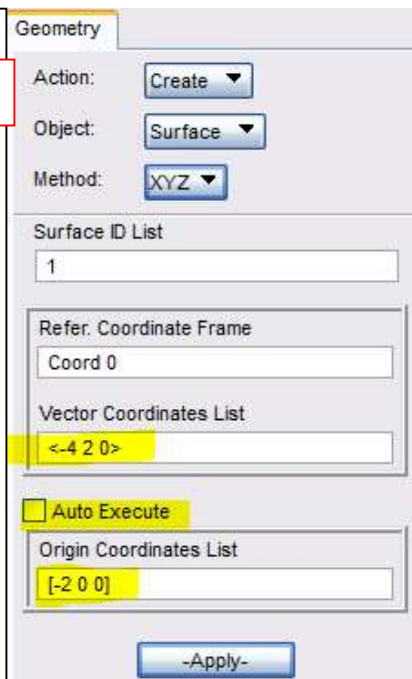 Geometry
Action: Create
Object: Surface
Method: XYZ
Surface ID List
1
Refer. Coordinate Frame
Coord 0
Vector Coordinates List
<-4 2 0>
Auto Execute
Origin Coordinates List
[-2 0 0]
-Apply-